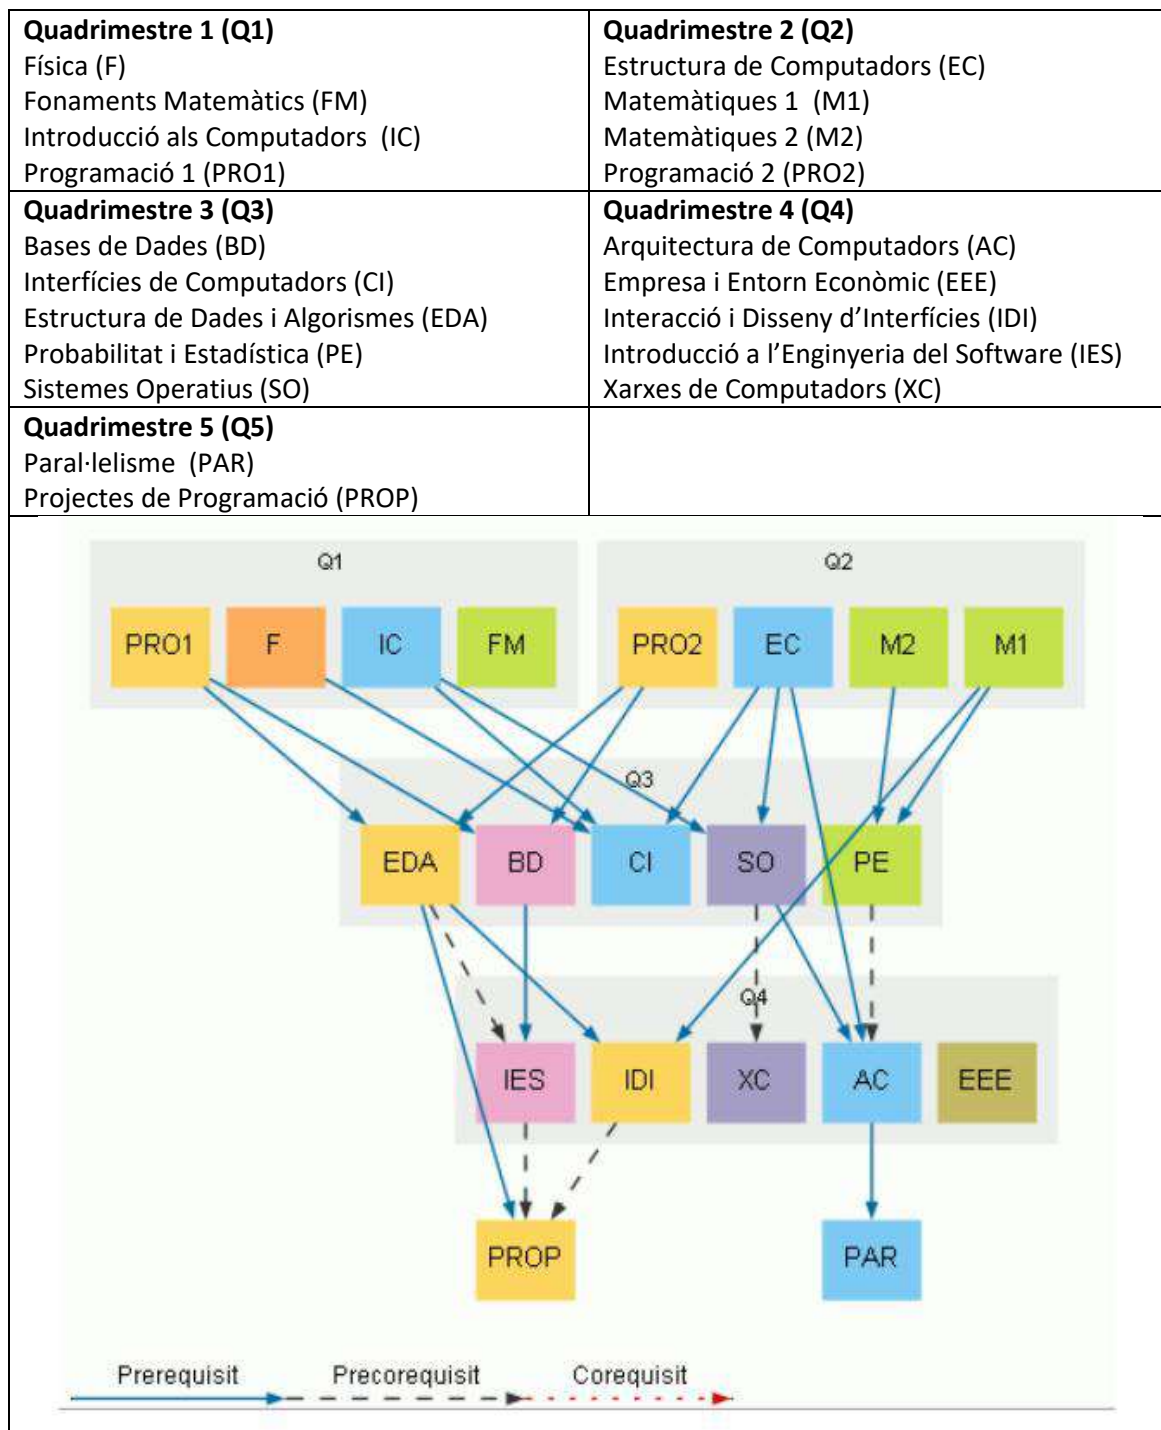 Quadrimestre 1 (Q1)
Física (F)
Fonaments Matemàtics (FM)
Introducció als Computadors  (IC)
Programació 1 (PRO1)
Quadrimestre 2 (Q2)
Estructura de Computadors (EC)
Matemàtiques 1  (M1)
Matemàtiques 2 (M2)
Programació 2 (PRO2)
Quadrimestre 3 (Q3)
Bases de Dades (BD)
Interfícies de Computadors (CI)
Estructura de Dades i Algorismes (EDA)
Probabilitat i Estadística (PE)
Sistemes Operatius (SO)
Quadrimestre 4 (Q4)
Arquitectura de Computadors (AC)
Empresa i Entorn Econòmic (EEE)
Interacció i Disseny d’Interfícies (IDI)
Introducció a l’Enginyeria del Software (IES)
Xarxes de Computadors (XC)
Quadrimestre 5 (Q5)
Paral·lelisme  (PAR)
Projectes de Programació (PROP)
Q1
Q2
PRO1 F IC FM PRO2 EC M2 M1
Q3
EDA BD CI SO PE
Q4
IES IDI XC AC EEE
PROP PAR
Prerequisit Precorequisit Corequisit